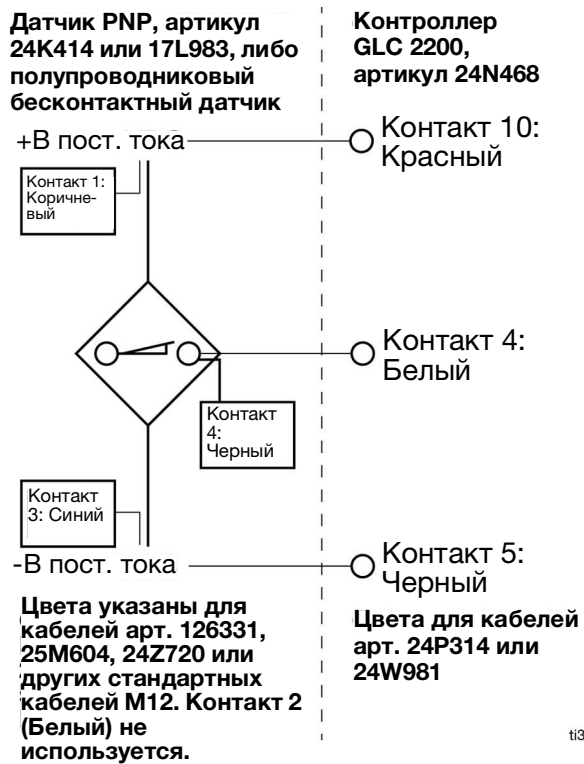 Датчик PNP, артикул
24K414 или 17L983, либо
полупроводниковый
бесконтактный датчик
Контроллер
GLC 2200,
артикул 24N468
+В пост. тока
Контакт 10:
Красный
Контакт 1:
Коричне-
вый
Контакт 4:
Белый
Контакт
4:
Черный
Контакт
3: Синий
-В пост. тока
Контакт 5:
Черный
Цвета указаны для
кабелей арт. 126331,
25M604, 24Z720 или
других стандартных
кабелей M12. Контакт 2
(Белый) не
используется.
Цвета для кабелей
арт. 24P314 или
24W981
ti3